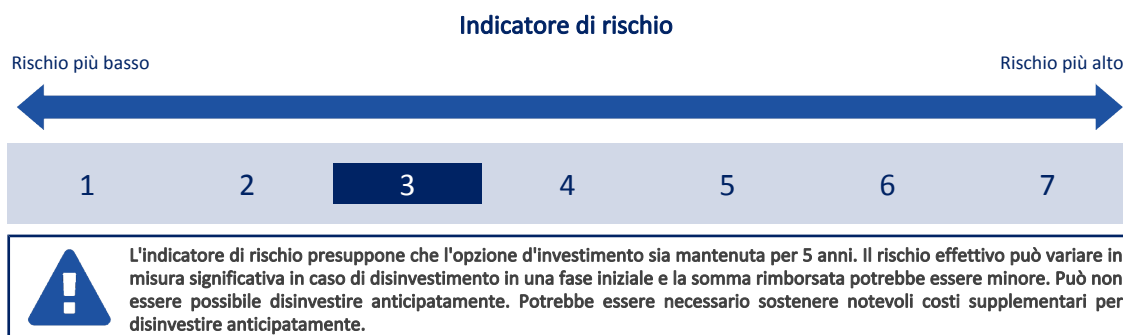 Indicatore di rischio
Rischio più basso
Rischio più alto
1 2 3 4 5 6 7
L'indicatore di rischio presuppone che l'opzione d'investimento sia mantenuta per 5 anni. Il rischio effettivo può variare in
misura significativa in caso di disinvestimento in una fase iniziale e la somma rimborsata potrebbe essere minore. Può non
essere possibile disinvestire anticipatamente. Potrebbe essere necessario sostenere notevoli costi supplementari per
disinvestire anticipatamente.